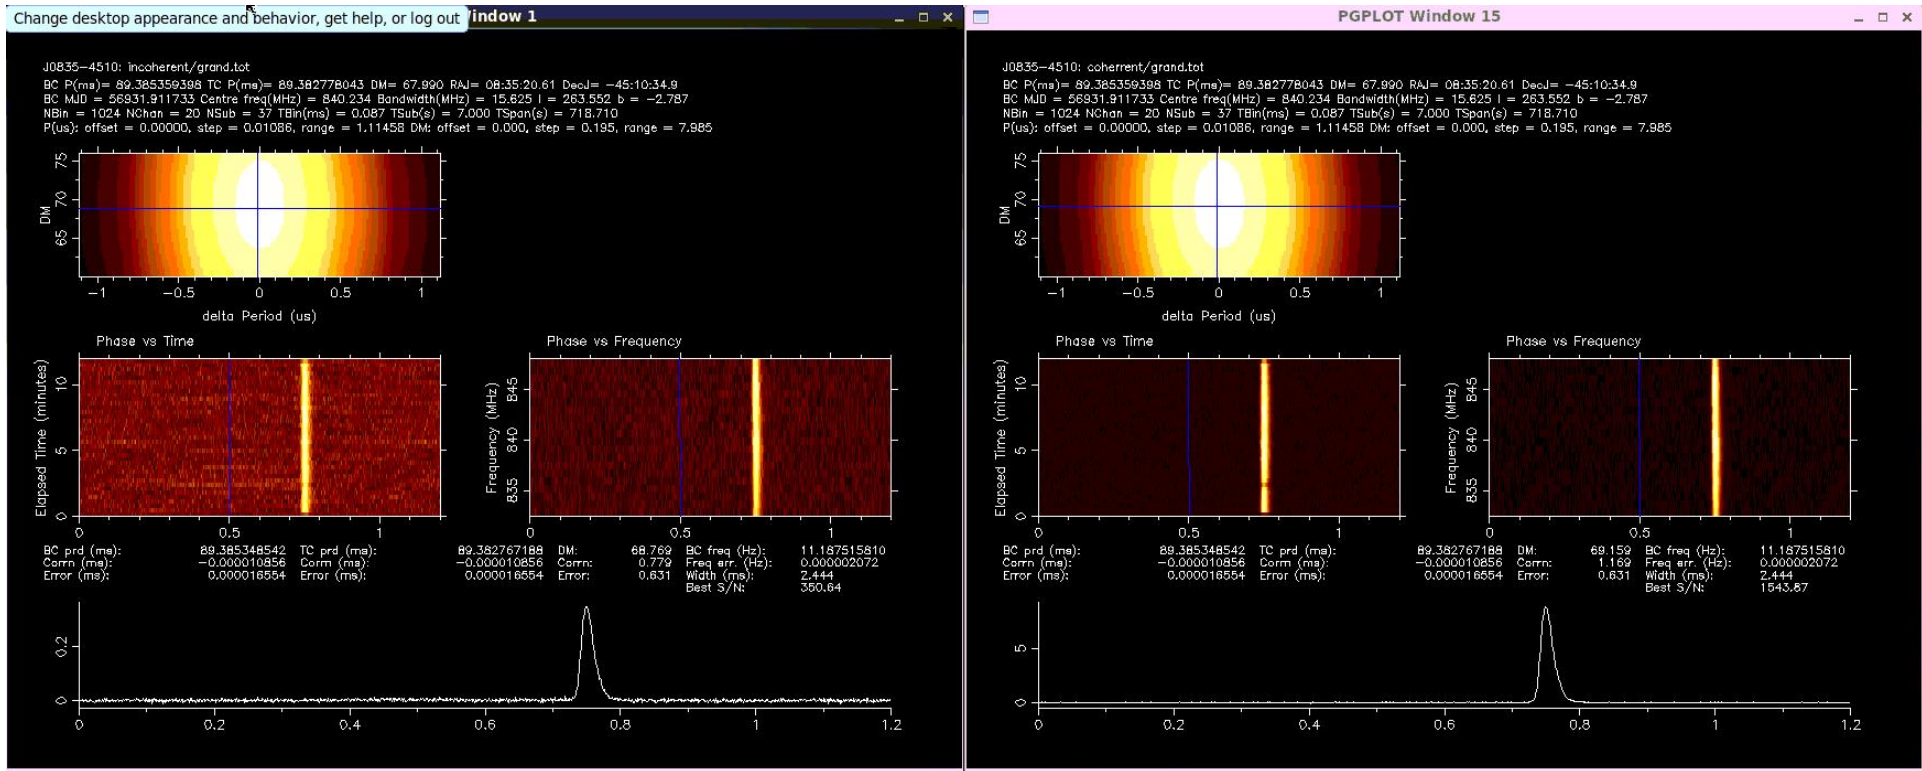 Change desktop appearance and behavior, get help, or log out
indow 1
J0835-4510: incoherent/grand.tot
BC P(ms)= 89.385359398 TC P(ms)= 89.382778043 DM= 67.990 RAJ= 08:35:20.61 DecJ= -45:10:34.9
BC MJD = 56931.911733 Centre freq(MHz) = 840.234 Bandwidth(MHz) = 15.625 l = 263.552 b = -2.787
NBin = 1024 NChan = 20 NSub = 37 TBin(ms) = 0.087 TSub(s) = 7.000 TSpan(s) = 718.710
P(us): offset = 0.00000, step = 0.01086, range = 1.11458 DM: offset = 0.000, step = 0.195, range = 7.985
75
70
65
DM
-1 -0.5 0 0.5 1
delta Period (us)
Phase vs Time
Elapsed Time (minutes)
10
5
0
0 0.5 1
Phase vs Frequency
Frequency (MHz)
845
840
835
0 0.5 1
BC prd (ms): 89.385348542 TC prd (ms): 89.382767188 DM: 68.769 BC freq (Hz): 11.187515810
Corrn (ms): -0.000010856 Corrn (ms): -0.000010856 Corrn: 0.779 Freq err. (Hz): 0.000002072
Error (ms): 0.000016554 Error (ms): 0.000016554 Error: 0.631 Width (ms): 2.444
Best S/N: 350.64
0.2
0
0 0.2 0.4 0.6 0.8 1 1.2
PGPLOT Window 15
J0835-4510: coherent/grand.tot
BC P(ms)= 89.385359398 TC P(ms)= 89.382778043 DM= 67.990 RAJ= 08:35:20.61 DecJ= -45:10:34.9
BC MJD = 56931.911733 Centre freq(MHz) = 840.234 Bandwidth(MHz) = 15.625 l = 263.552 b = -2.787
NBin = 1024 NChan = 20 NSub = 37 TBin(ms) = 0.087 TSub(s) = 7.000 TSpan(s) = 718.710
P(us): offset = 0.00000, step = 0.01086, range = 1.11458 DM: offset = 0.000, step = 0.195, range = 7.985
75
70
65
DM
-1 -0.5 0 0.5 1
delta Period (us)
Phase vs Time
Elapsed Time (minutes)
10
5
0
0 0.5 1
Phase vs Frequency
Frequency (MHz)
845
840
835
0 0.5 1
BC prd (ms): 89.385348542 TC prd (ms): 89.382767188 DM: 69.159 BC freq (Hz): 11.187515810
Corrn (ms): -0.000010856 Corrn (ms): -0.000010856 Corrn: 1.169 Freq err. (Hz): 0.000002072
Error (ms): 0.000016554 Error (ms): 0.000016554 Error: 0.631 Width (ms): 2.444
Best S/N: 1543.87
5
0
0 0.2 0.4 0.6 0.8 1 1.2